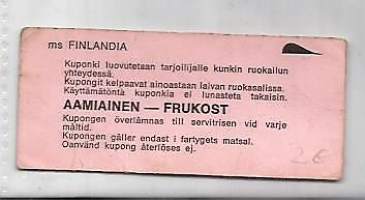 ms FINLANDIA
Kuponki luovutetaan tarjoilijalle kunkin ruokailun
yhteydessä.
Kupongit kelpaavat ainoastaan laivan ruokasalissa.
Käyttämätöntä kuponkia ei lunasteta takaisin.
AAMIAINEN — FRUKOST
Kupongen överlämnas till servitrisen vid varje
måltid.
Kupongen gäller endast i fartygets matsal.
Oanvänd kupong återlöses ej.